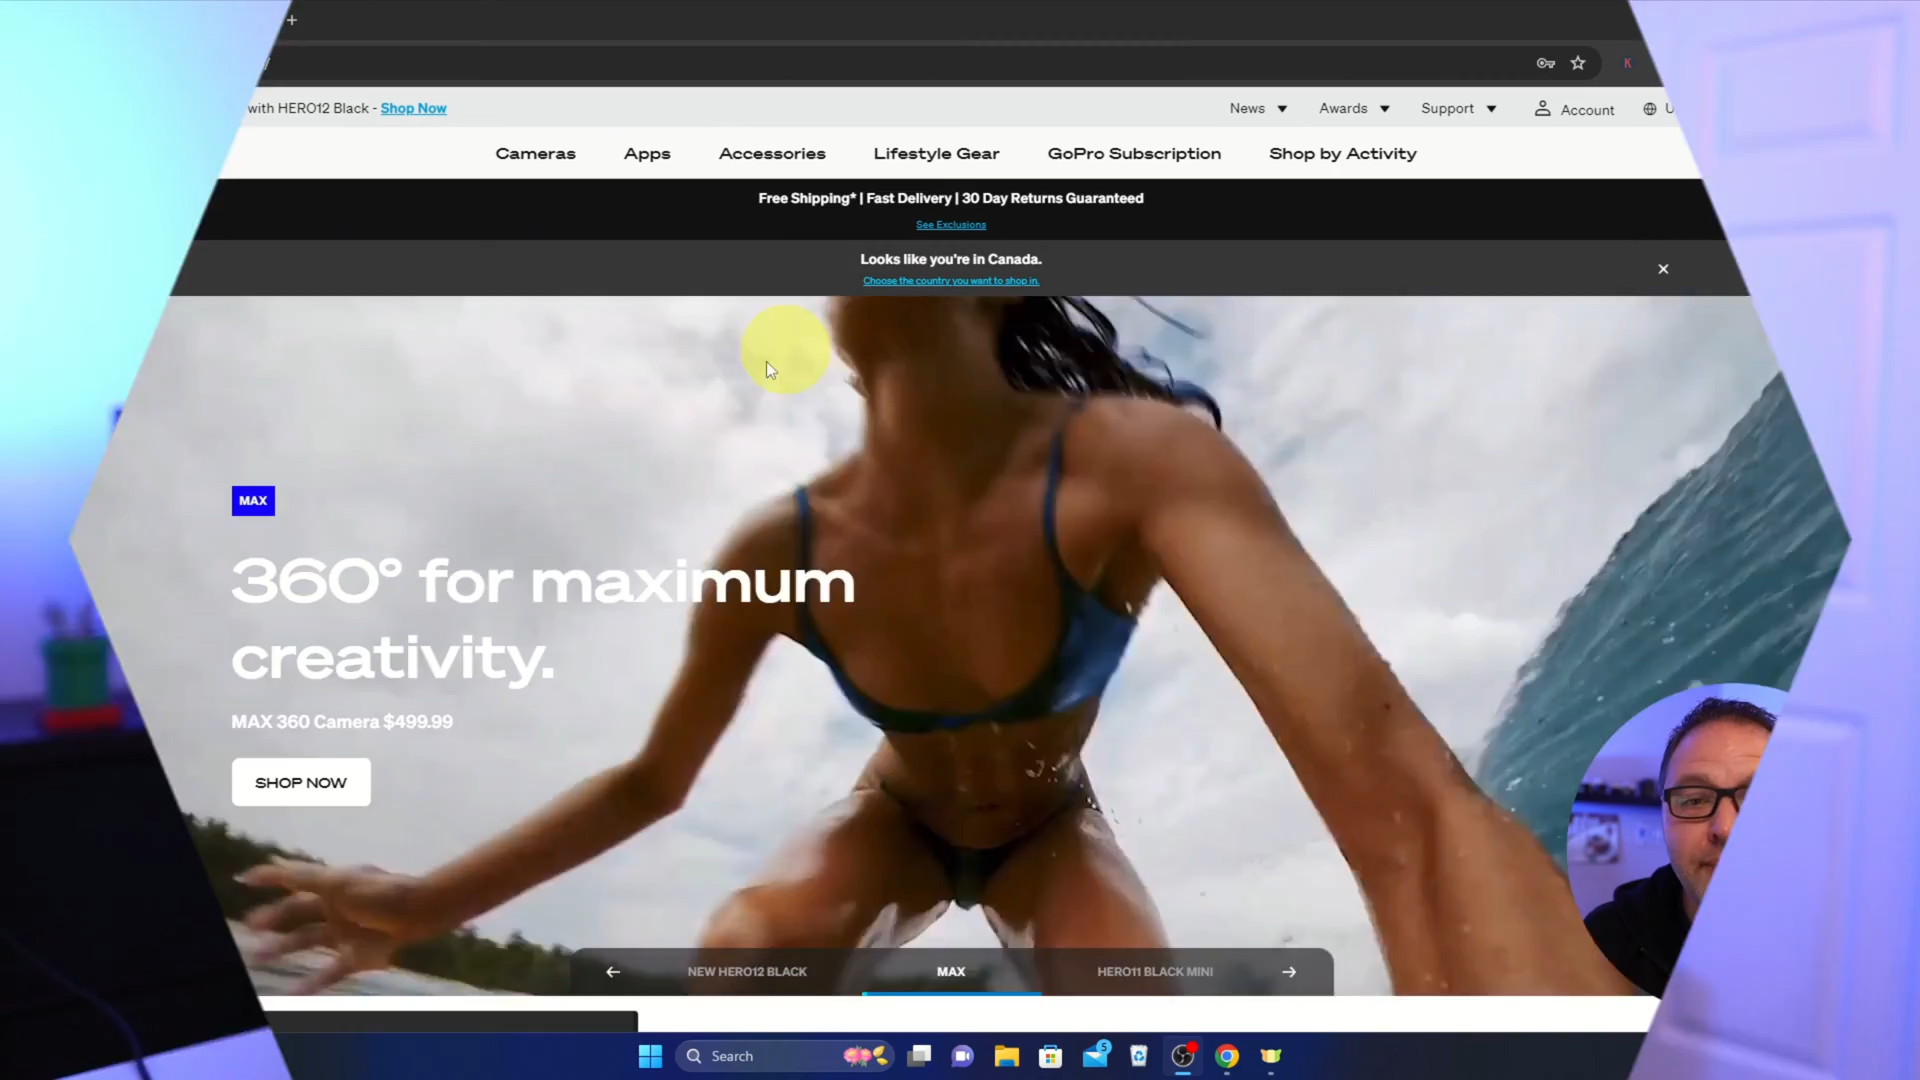 with HERO12 Black - Shop Now
News
Awards
Support
Account
U
Cameras
Apps
Accessories
Lifestyle Gear
GoPro Subscription
Shop by Activity
Free Shipping* | Fast Delivery | 30 Day Returns Guaranteed
See Exclusions
Looks like you're in Canada.
Choose the country you want to shop in.
MAX
360° for maximum
creativity.
MAX 360 Camera $499.99
SHOP NOW
NEW HERO12 BLACK
MAX
HERO11 BLACK MINI
Search
5
K